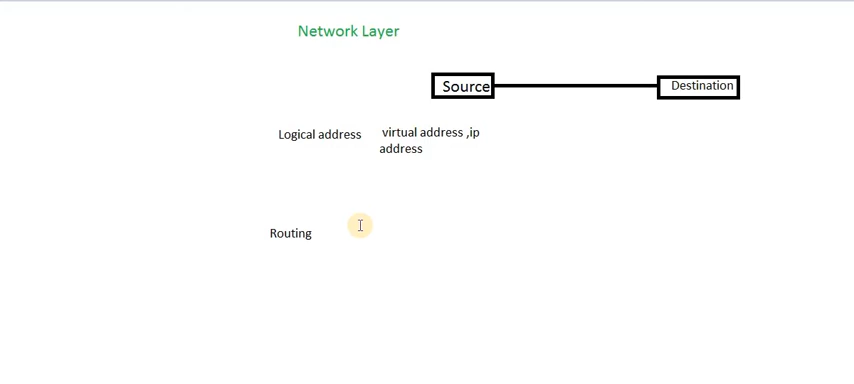 Network Layer
Source
Destination
Logical address
virtual address ,ip
address
Routing